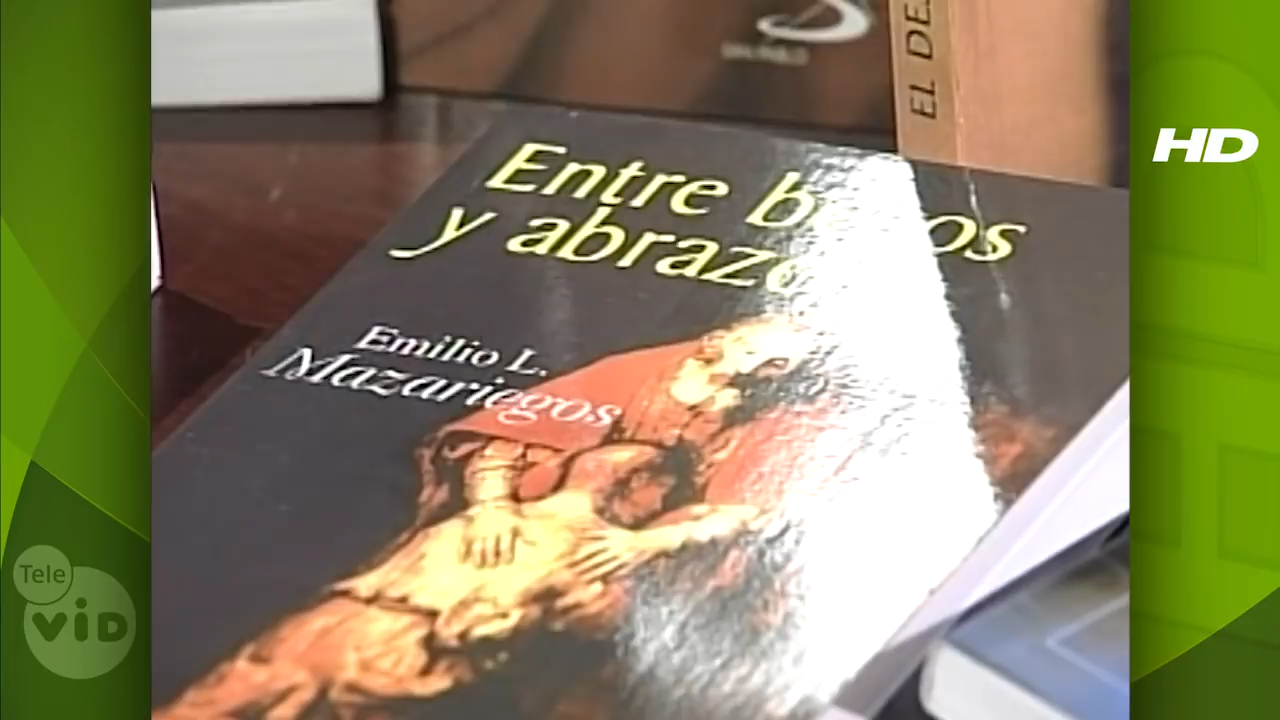 EL DE
HD
Entre b os
y abraz
Emilio L.
Mazariegos
Tele
ViD